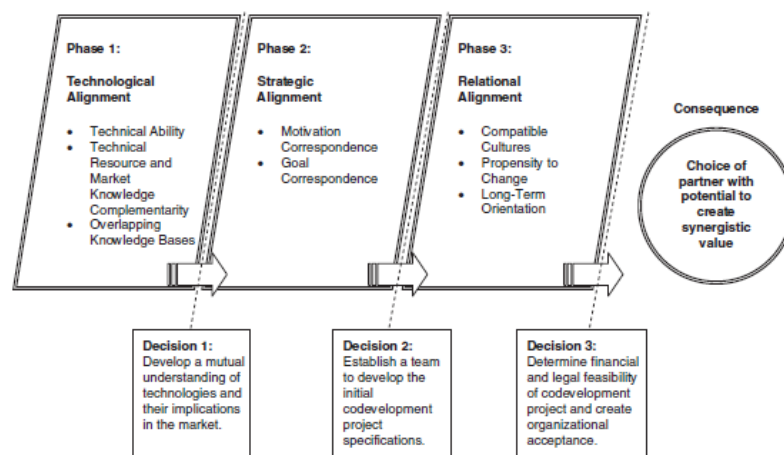 Phase 1:
Technological
Alignment
• Technical Ability
• Technical
Resource and
Market
Knowledge
Complementarity
• Overlapping
Knowledge Bases
Phase 2:
Strategic
Alignment
• Motivation
Correspondence
• Goal
Correspondence
Phase 3:
Relational
Alignment
• Compatible
Cultures
• Propensity to
Change
• Long-Term
Orientation
Consequence
Choice of
partner with
potential to
create
synergistic
value
Decision 1:
Develop a mutual
understanding of
technologies and
their implications
in the market.
Decision 2:
Establish a team
to develop the
initial
codevelopment
project
specifications.
Decision 3:
Determine financial
and legal feasibility
of codevelopment
project and create
organizational
acceptance.